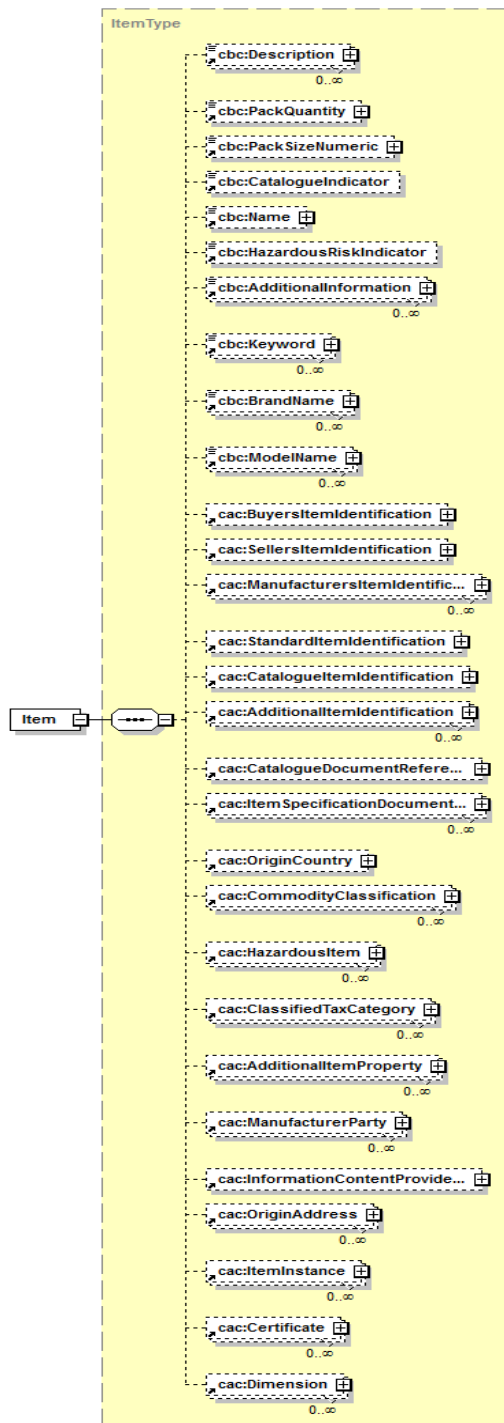 ItemType
cbc:Description
0..∞
cbc:PackQuantity
cbc:PackSizeNumeric
cbc:CatalogueIndicator
cbc:Name
cbc:HazardousRiskIndicator
cbc:AdditionalInformation
0..∞
cbc:Keyword
0..∞
cbc:BrandName
0..∞
cbc:ModelName
0..∞
cac:BuyersItemIdentification
cac:SellersItemIdentification
cac:ManufacturersItemIdentific...
0..∞
cac:StandardItemIdentification
cac:CatalogueItemIdentification
Item
cac:AdditionalItemIdentification
0..∞
cac:CatalogueDocumentRefere...
cac:ItemSpecificationDocument...
0..∞
cac:OriginCountry
cac:CommodityClassification
0..∞
cac:HazardousItem
0..∞
cac:ClassifiedTaxCategory
0..∞
cac:AdditionalItemProperty
0..∞
cac:ManufacturerParty
0..∞
cac:InformationContentProvide...
cac:OriginAddress
0..∞
cac:ItemInstance
0..∞
cac:Certificate
0..∞
cac:Dimension
0..∞